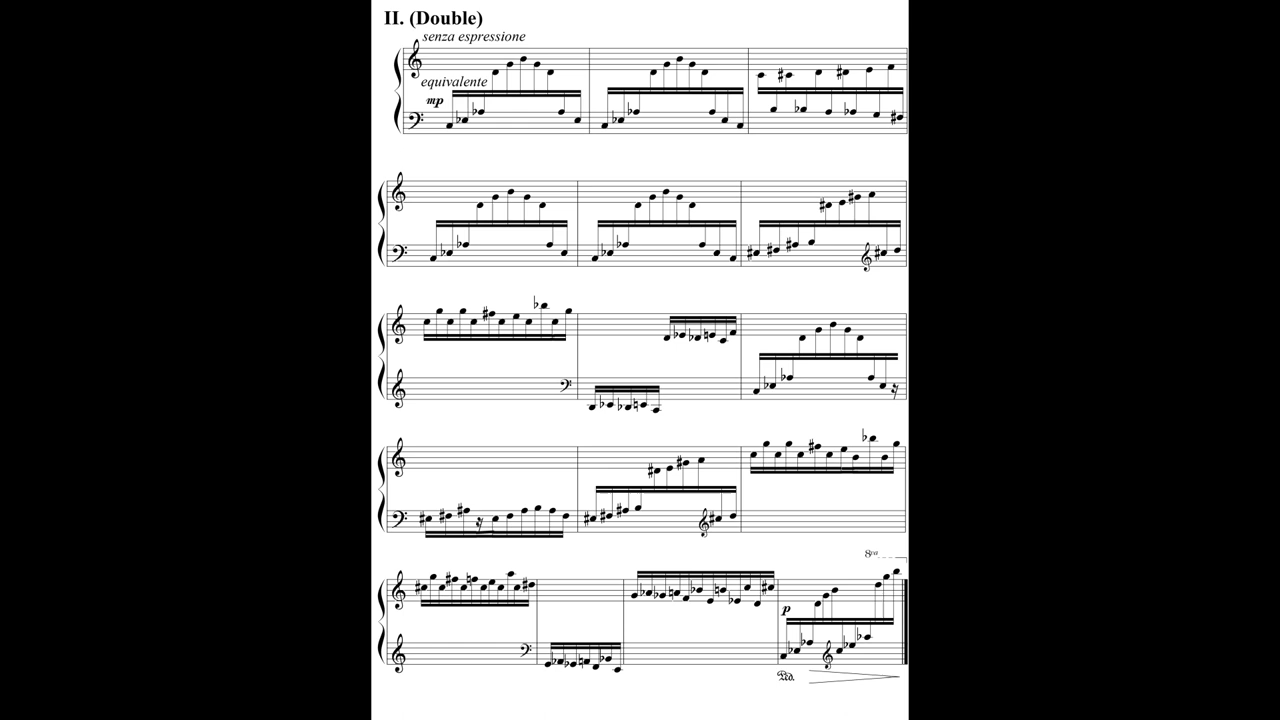 II. (Double)
senza espressione
equivalente
mp
8va
p
Ped.